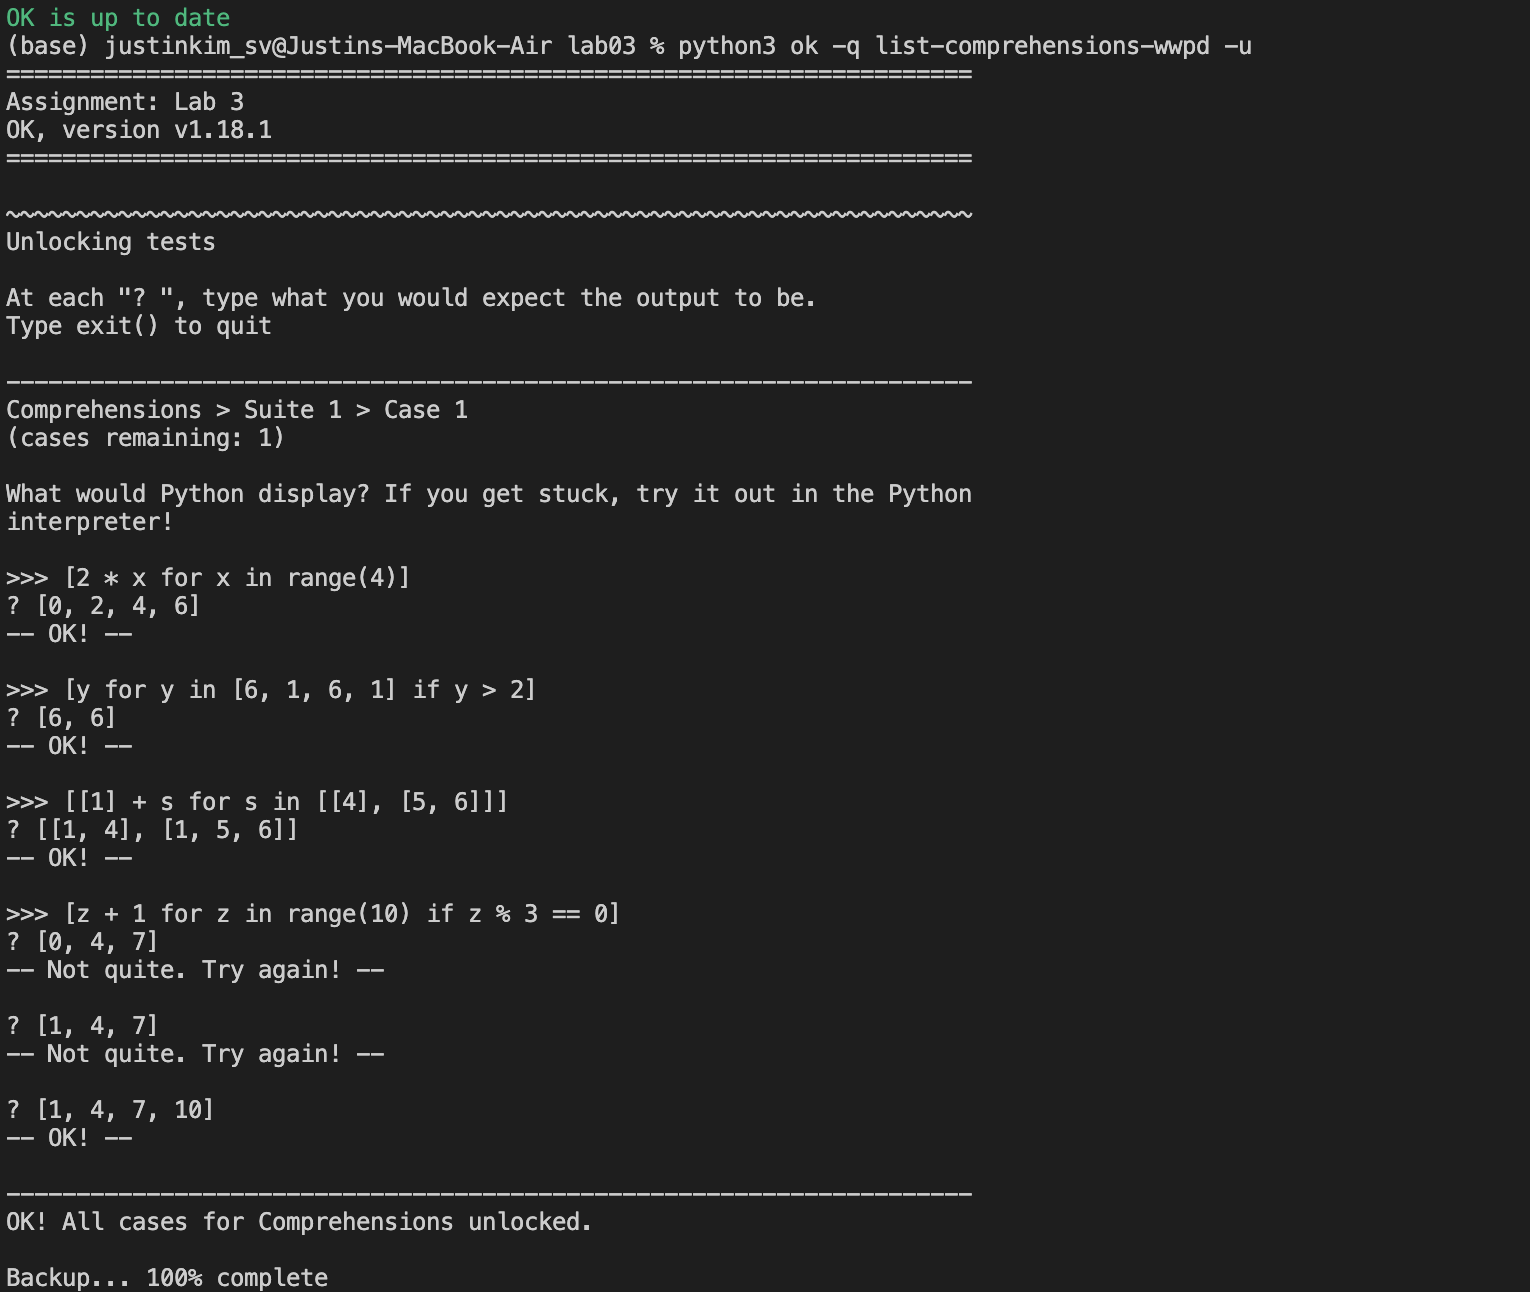 OK is up to date
(base) justinkim_sv@Justins-MacBook-Air lab03 % python3 ok -q list-comprehensions-wwpd -u
=====================================================================
Assignment: Lab 3
OK, version v1.18.1
=====================================================================
~~~~~~~~~~~~~~~~~~~~~~~~~~~~~~~~~~~~~~~~~~~~~~~~~~~~~~~~~~~~~~~~~~~~~
Unlocking tests
At each "? ", type what you would expect the output to be.
Type exit() to quit
---------------------------------------------------------------------
Comprehensions > Suite 1 > Case 1
(cases remaining: 1)
What would Python display? If you get stuck, try it out in the Python
interpreter!
>>> [2 * x for x in range(4)]
? [0, 2, 4, 6]
-- OK! --
>>> [y for y in [6, 1, 6, 1] if y > 2]
? [6, 6]
-- OK! --
>>> [[1] + s for s in [[4], [5, 6]]]
? [[1, 4], [1, 5, 6]]
-- OK! --
>>> [z + 1 for z in range(10) if z % 3 == 0]
? [0, 4, 7]
-- Not quite. Try again! --
? [1, 4, 7]
-- Not quite. Try again! --
? [1, 4, 7, 10]
-- OK! --
---------------------------------------------------------------------
OK! All cases for Comprehensions unlocked.
Backup... 100% complete